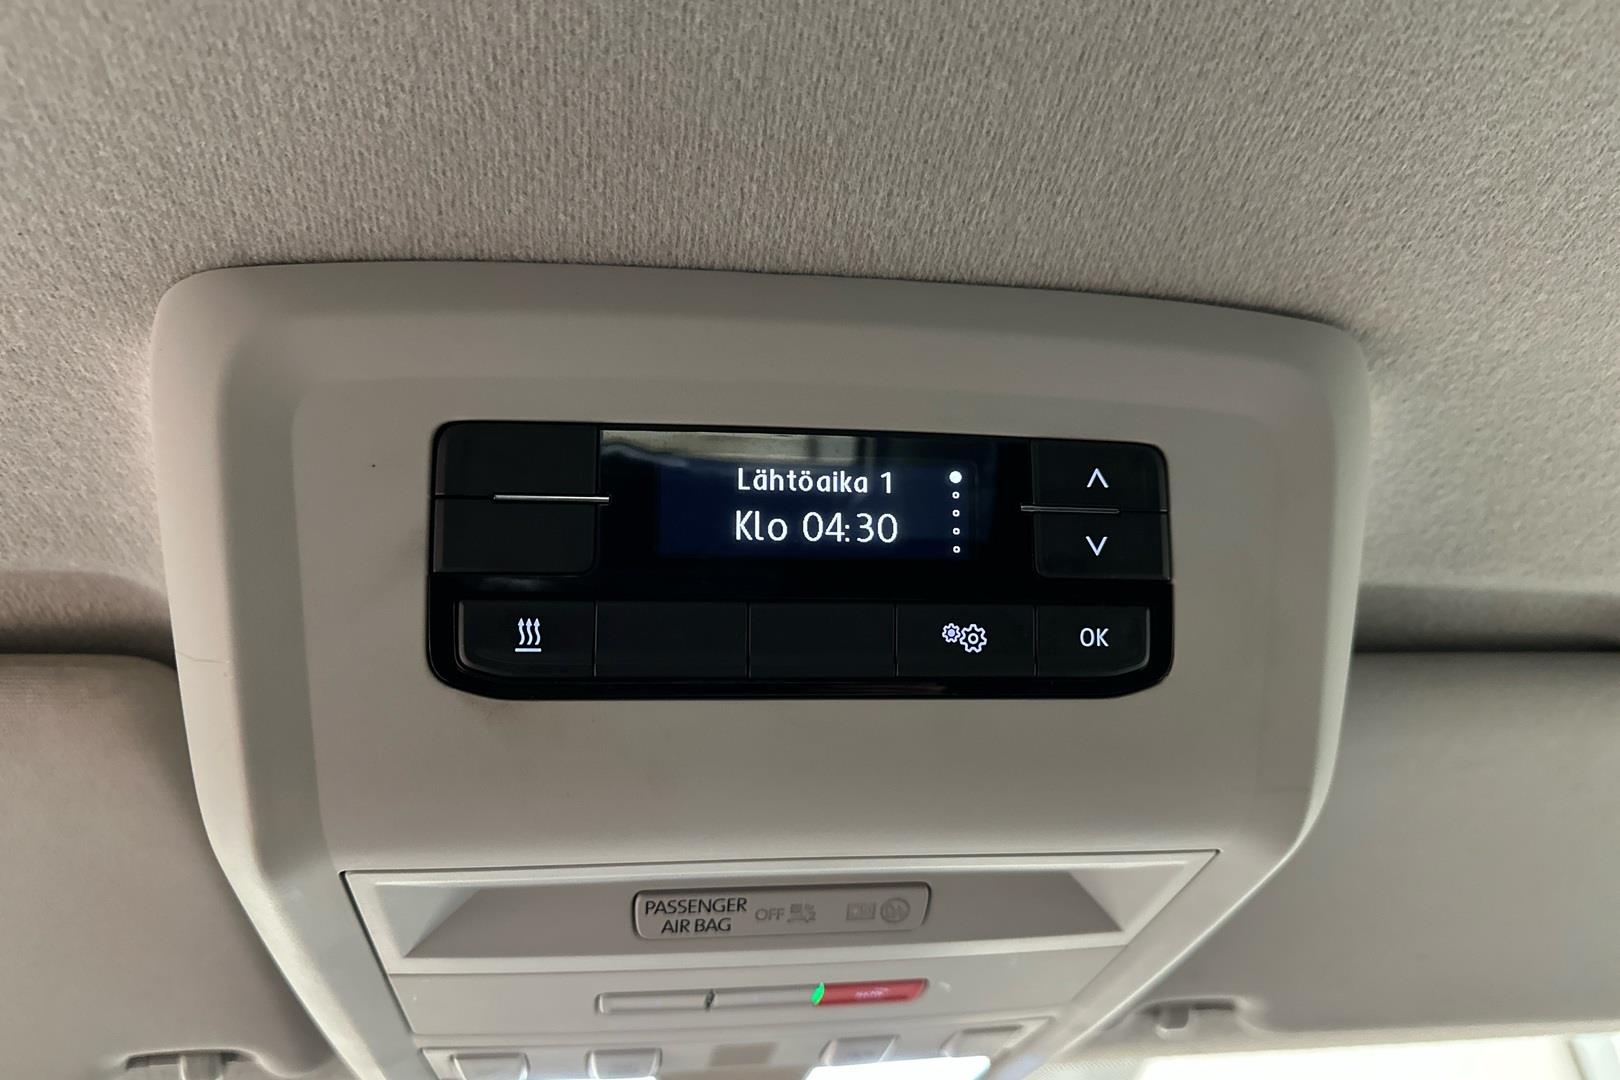 Lähtöaika 1
Klo 04:30
OK
PASSENGER
AIR BAG
OFF